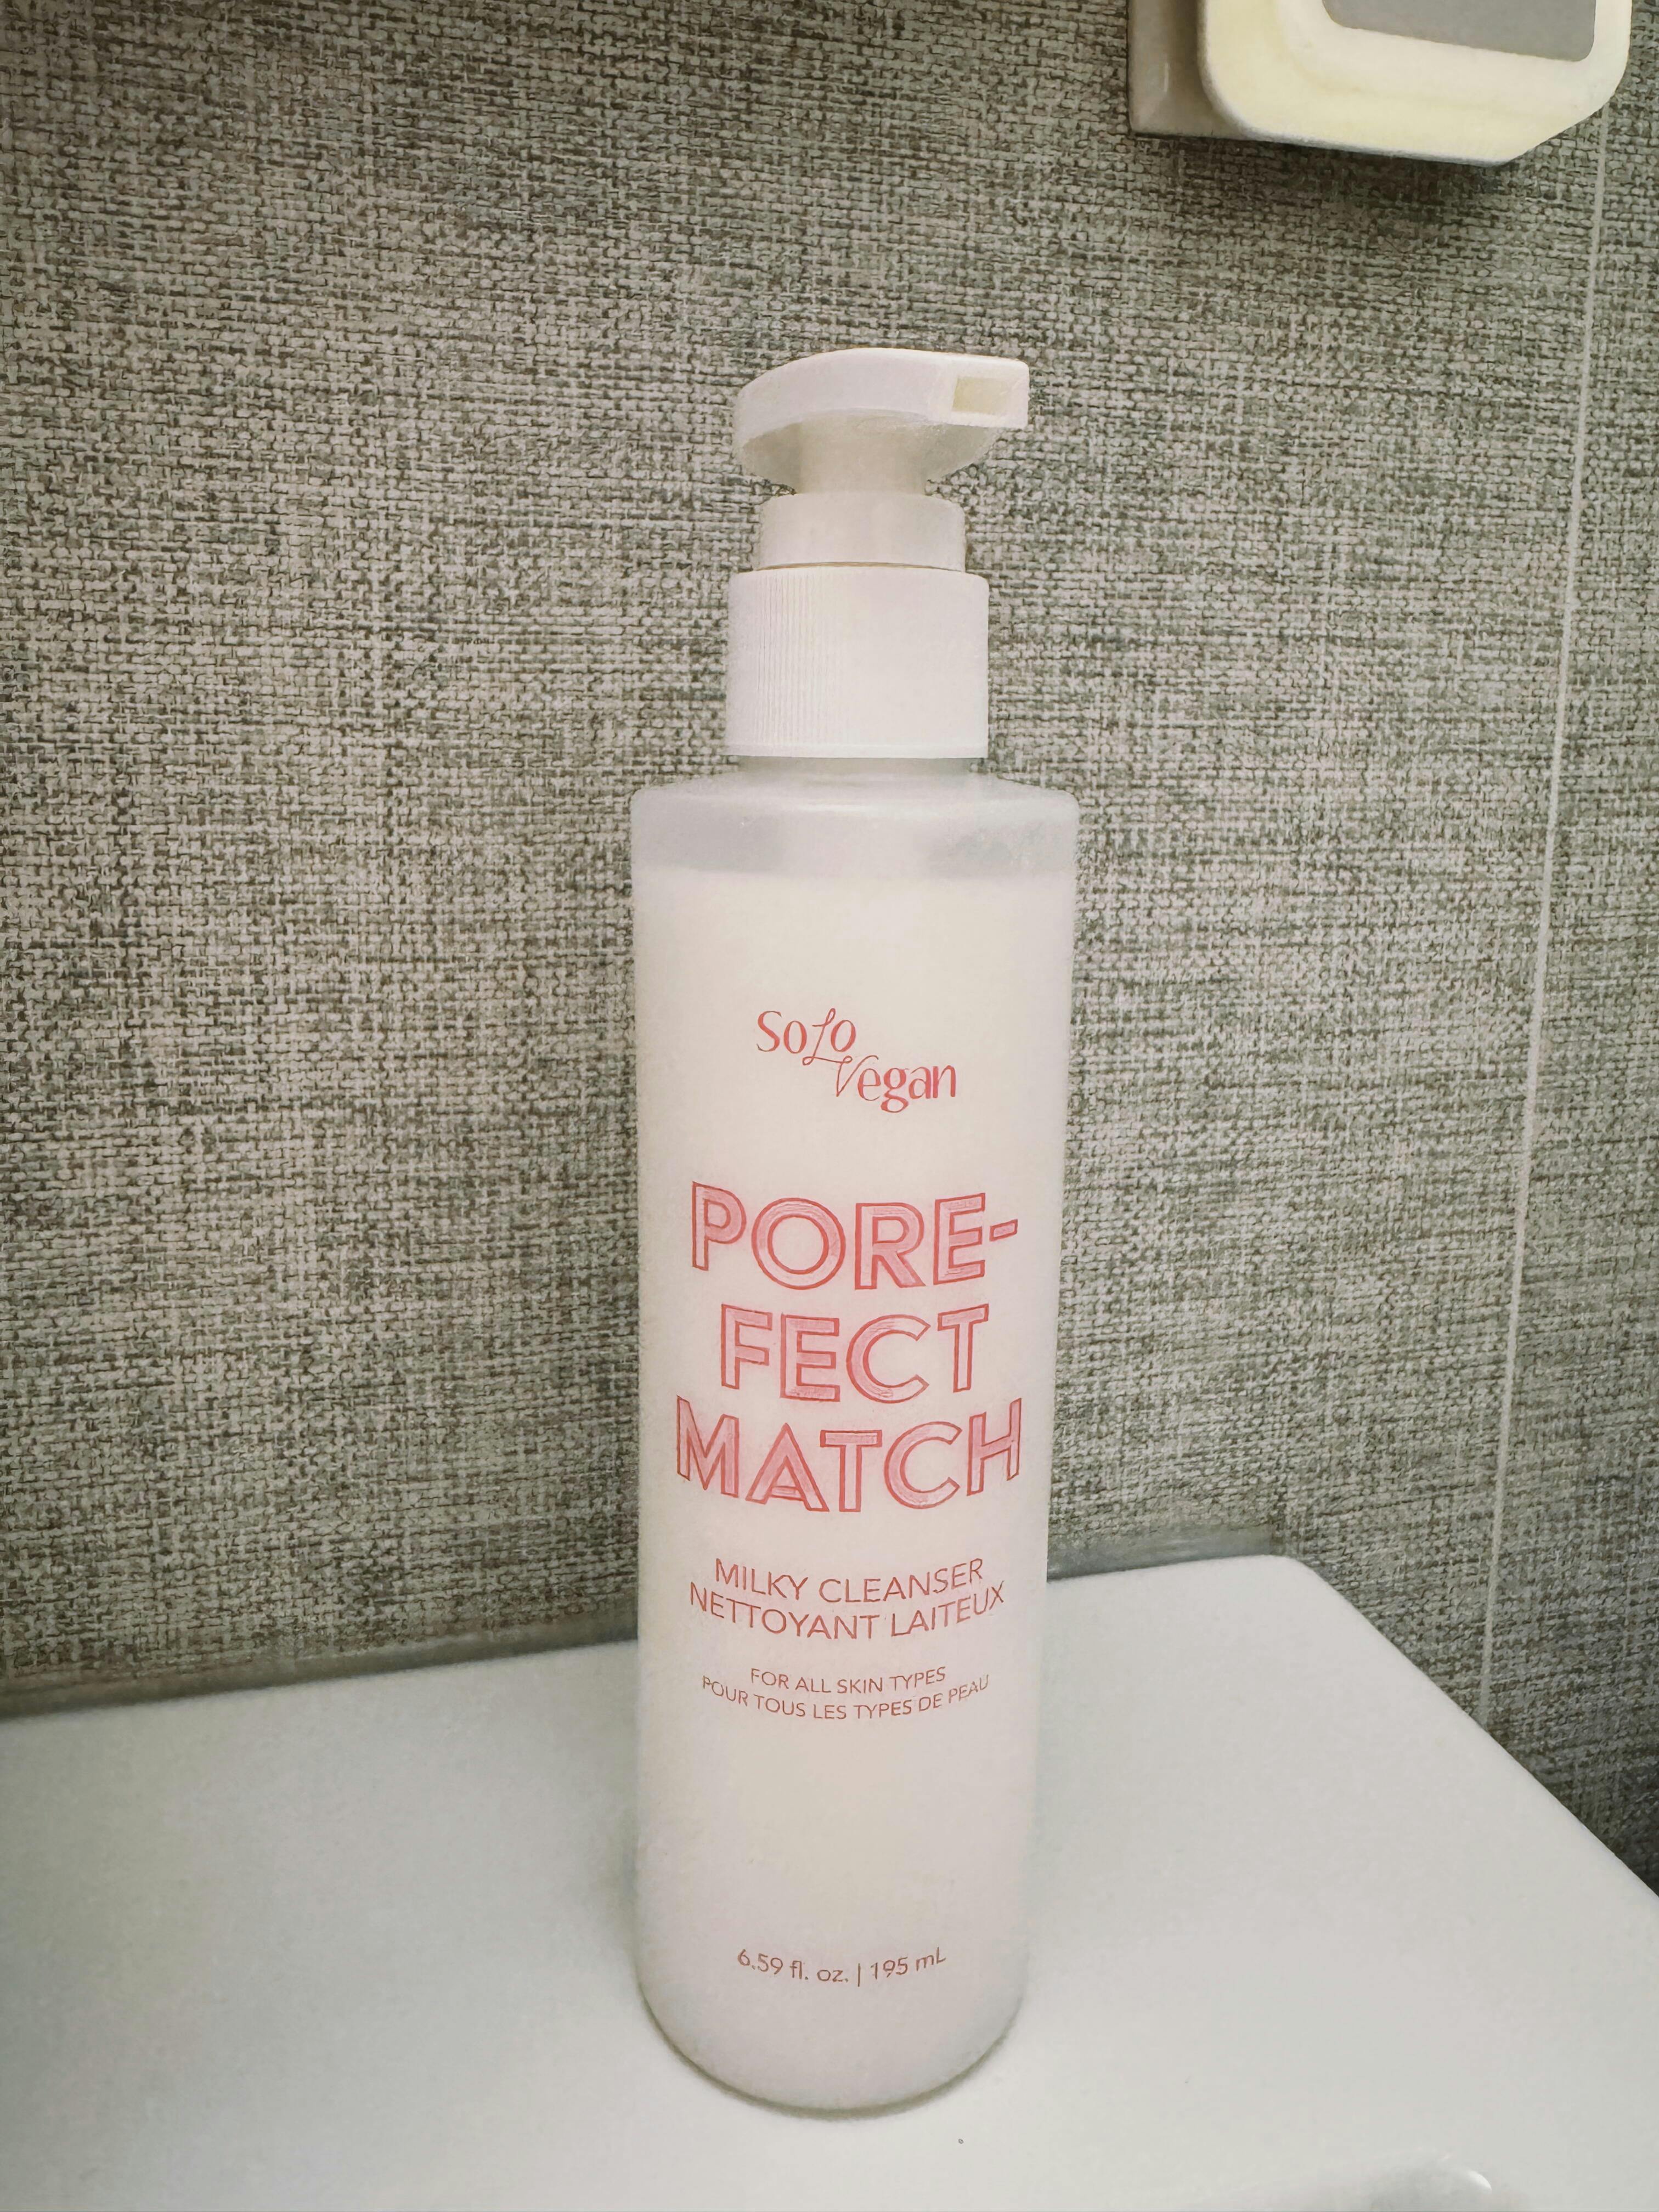 SoLo
Vegan
PORE-
FECT
MATCH
MILKY CLEANSER
NETTOYANT LAITEUX
FOR ALL SKIN TYPES
POUR TOUS LES TYPES DE PEAU
6.59 fl. oz. | 195 mL